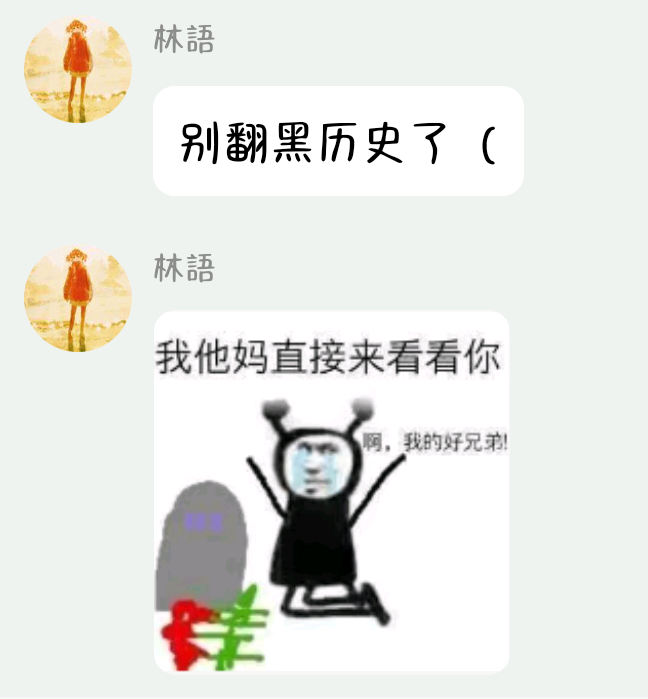 林語
别翻黑历史了（
林語
我他妈直接来看看你
啊，我的好兄弟!